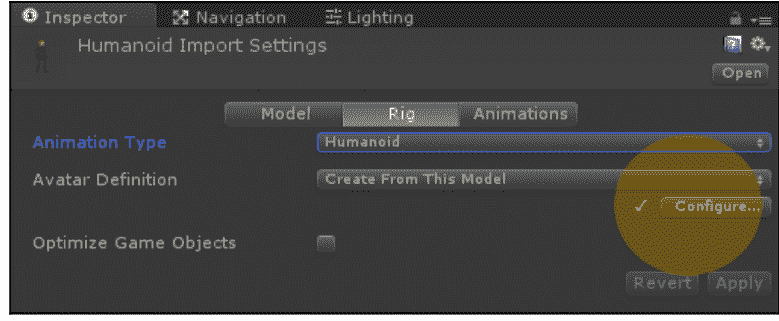 Inspector Navigation Lighting
Humanoid Import Settings
Open
Model Rig Animations
Animation Type Humanoid
Avatar Definition Create From This Model
✓ Configure...
Optimize Game Objects
Revert Apply